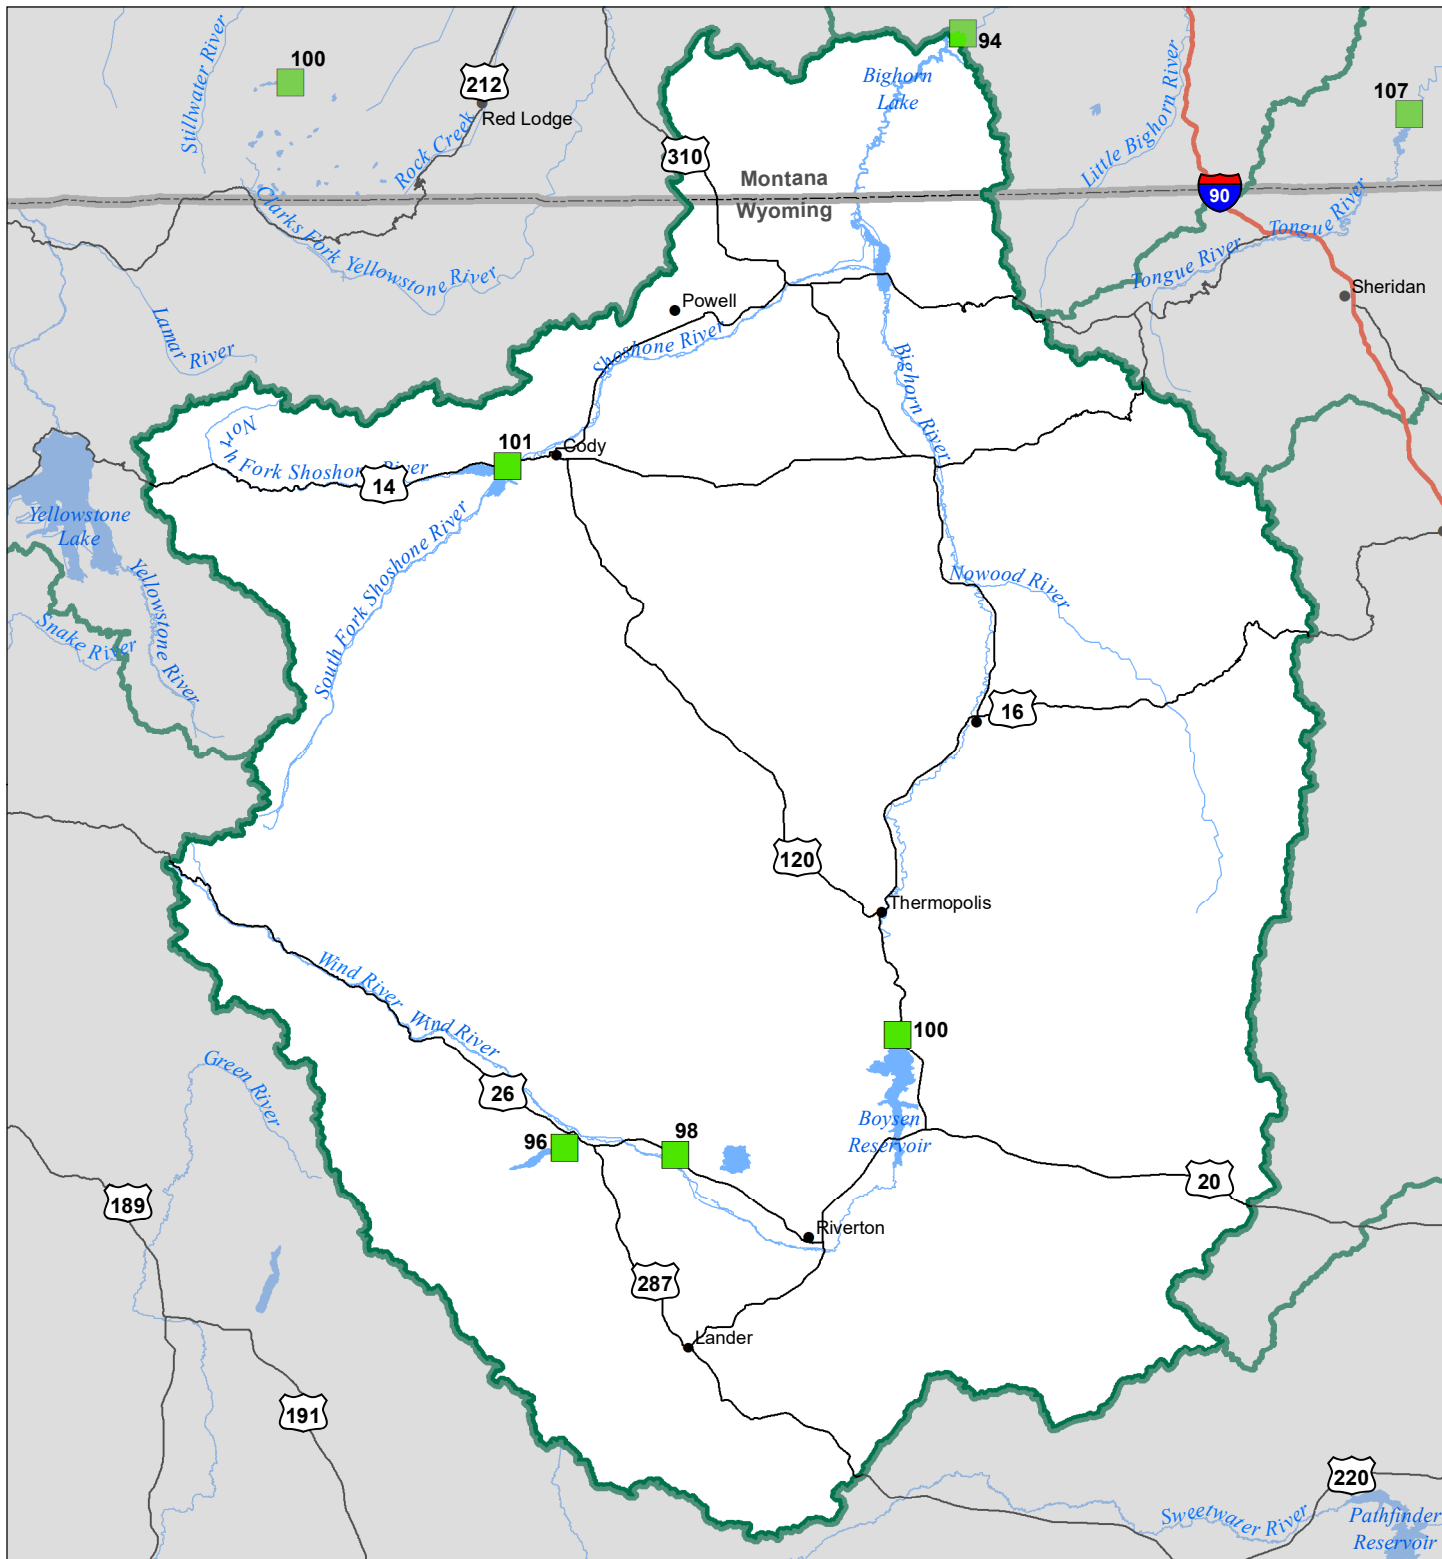 Stillwater River
100
212
Red Lodge
Rock Creek
94
Bighorn
Lake
Little Bighorn River
107
310
Montana
Wyoming
90
Clarks Fork Yellowstone River
Tongue River
Tongue River
Sheridan
Lamar River
Powell
Shoshone River
Bighorn River
North Fork Shoshone River
101
Cody
14
Yellowstone
Lake
South Fork Shoshone River
Yellowstone River
Snake River
Nowood River
16
120
Thermopolis
Wind River
Wind River
100
Green River
26
Boysen
Reservoir
96
98
20
189
Riverton
287
Lander
191
220
Sweetwater River
Pathfinder
Reservoir